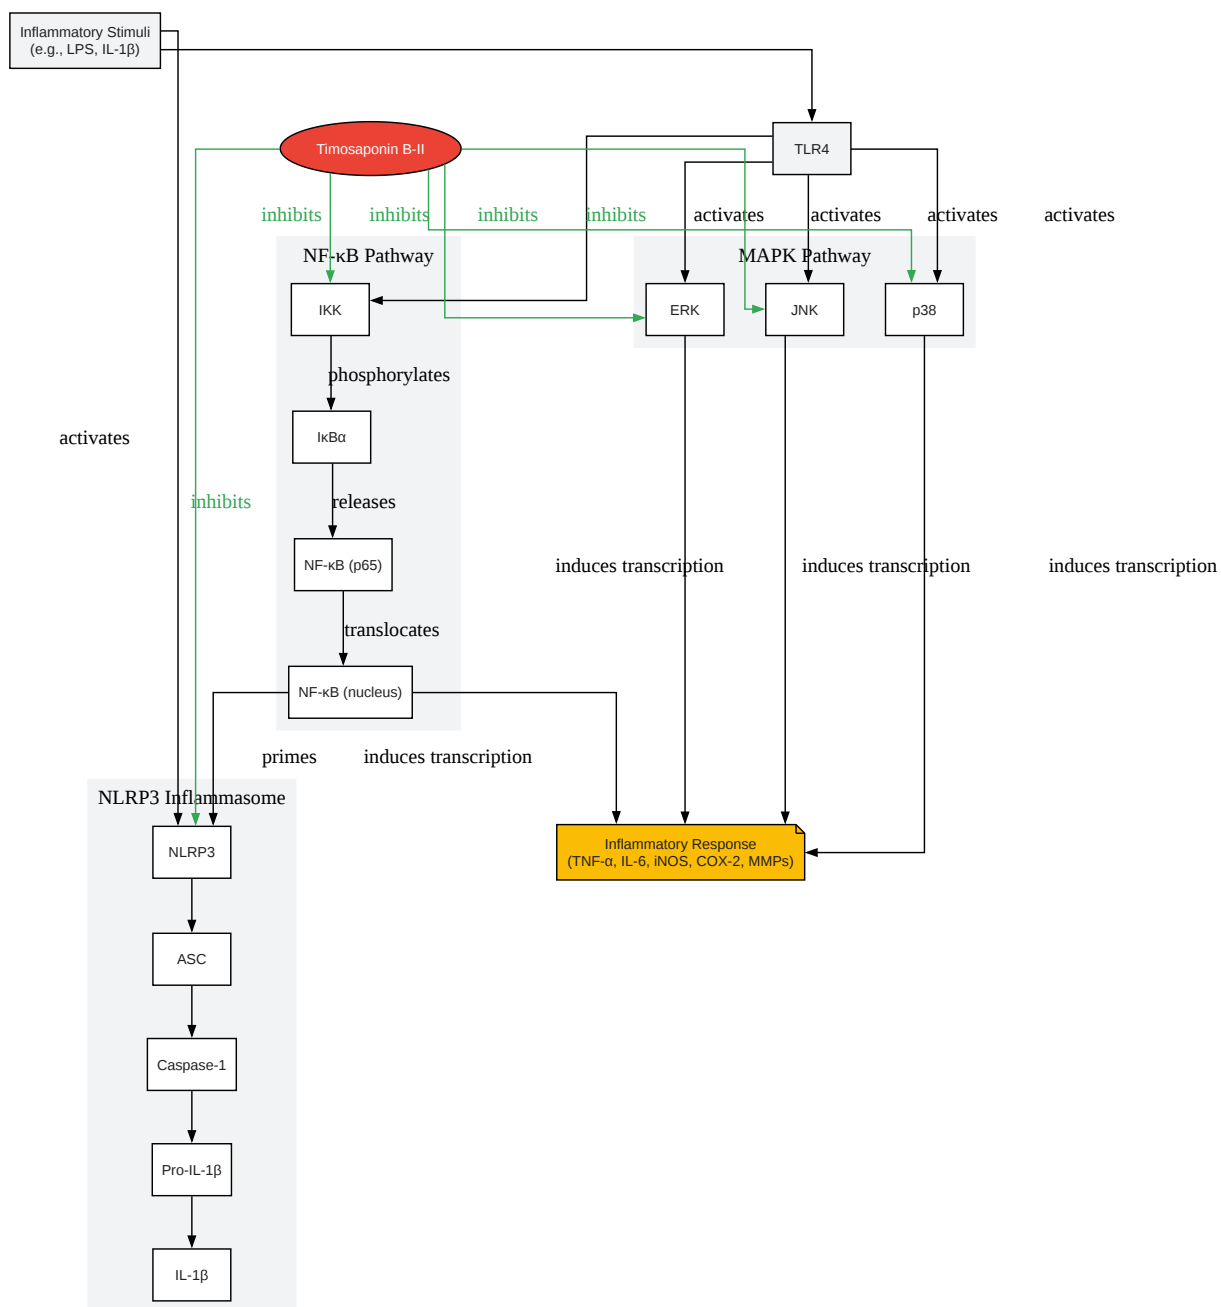 Inflammatory Stimuli
(e.g., LPS, IL-1β)
Timosaponin B-II
TLR4
inhibits
inhibits
inhibits
inhibits
activates
activates
activates
activates
NF-κB Pathway
MAPK Pathway
IKK
ERK
JNK
p38
phosphorylates
IκBα
activates
inhibits
releases
NF-κB (p65)
induces transcription
induces transcription
induces transcription
translocates
NF-κB (nucleus)
primes
induces transcription
NLRP3 Inflammasome
NLRP3
Inflammatory Response
(TNF-α, IL-6, iNOS, COX-2, MMPs)
ASC
Caspase-1
Pro-IL-1β
IL-1β